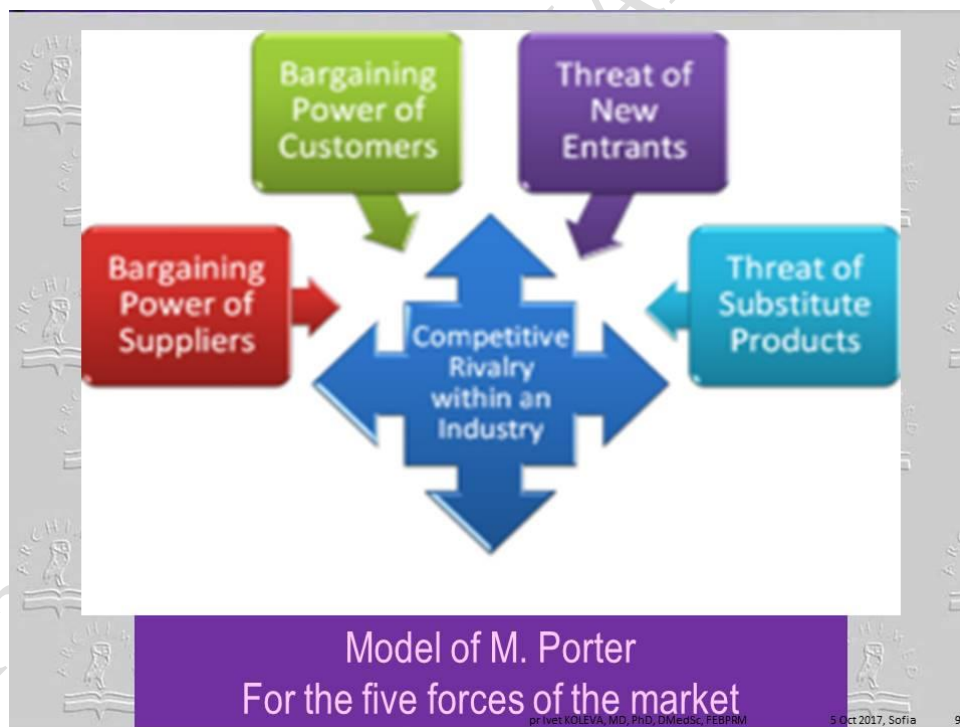 Bargaining
Power of
Customers
Threat of
New
Entrants
Bargaining
Power of
Suppliers
Competitive
Rivalry
within an
Industry
Threat of
Substitute
Products
Model of M. Porter
For the five forces of the market
pr Ivet KOLEVA, MD, PhD, DMedSc, FEBPRM
5 Oct 2017, Sofia
9